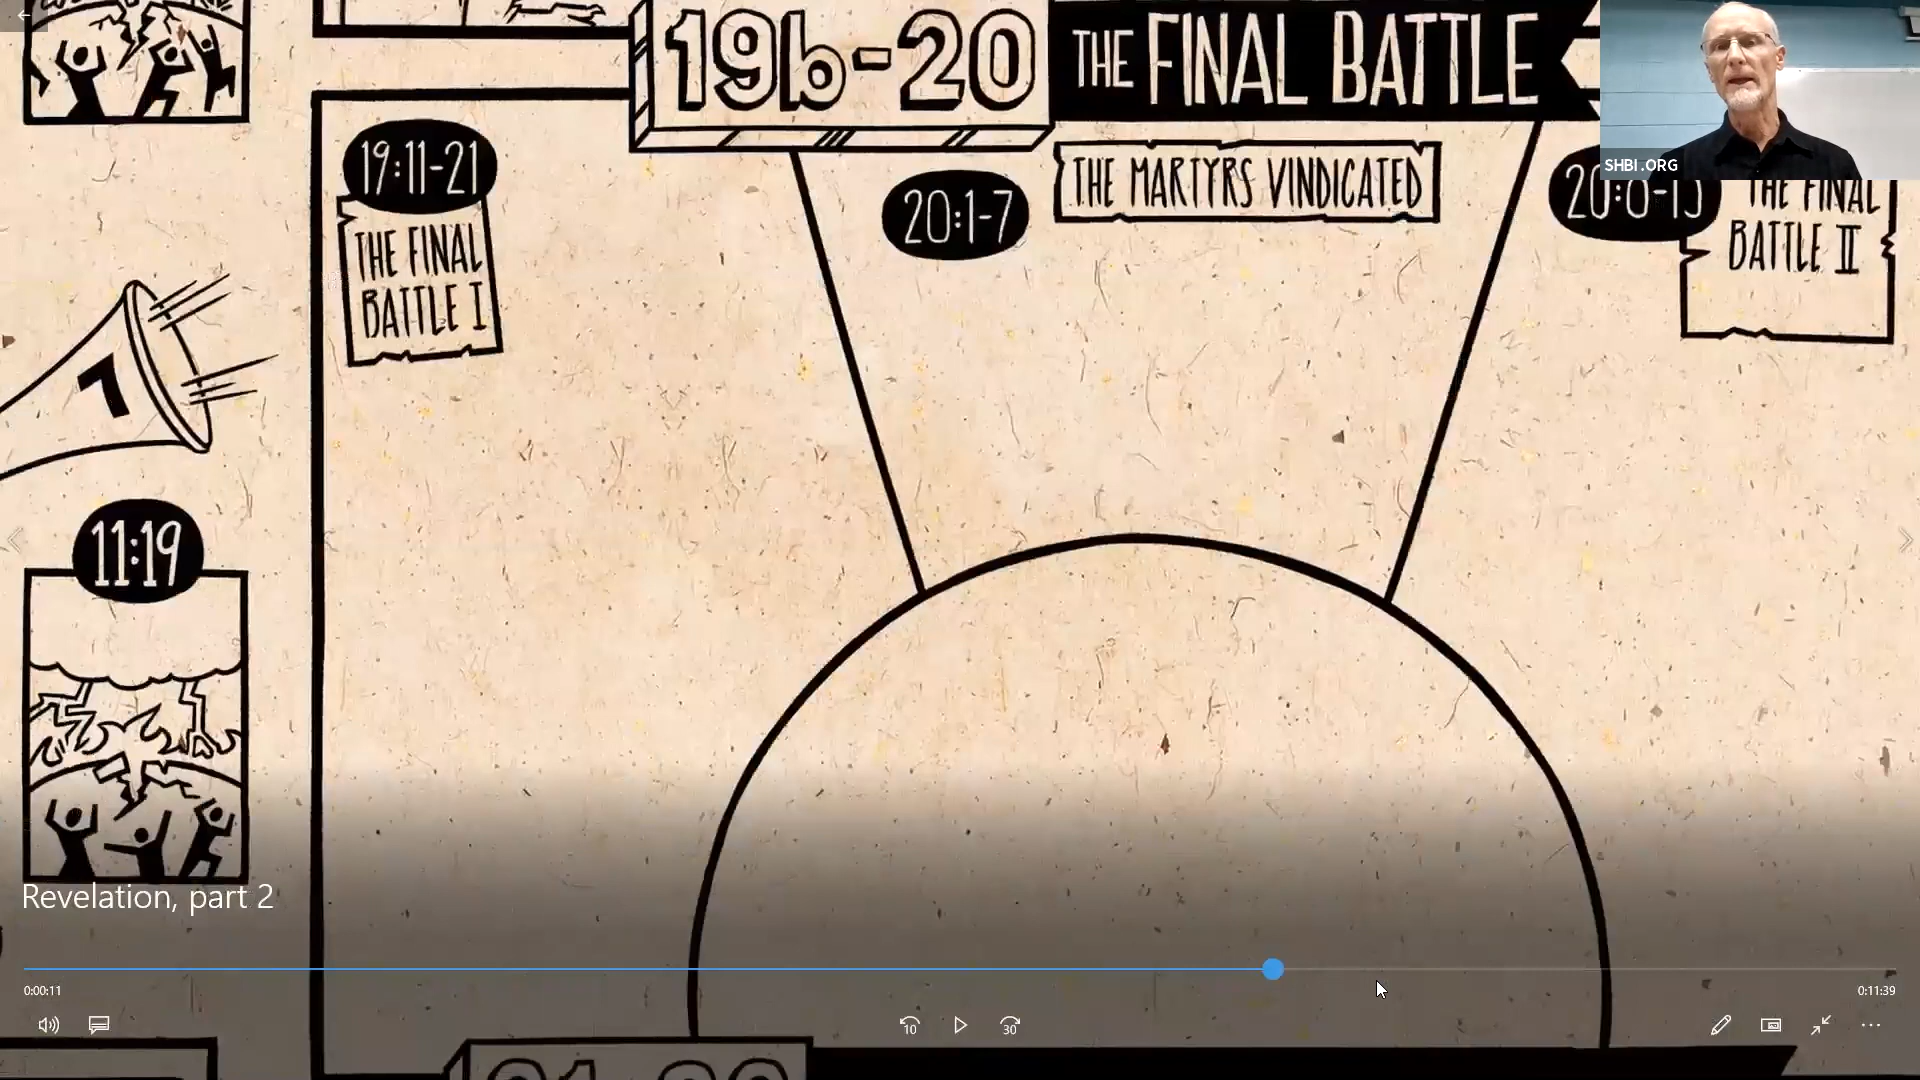 19b-20 THE FINAL BATTLE
19:11-21
THE FINAL
BATTLE I
20:1-7
THE MARTYRS VINDICATED
THE FINAL
BATTLE II
SHBI.ORG
7
11:19
Revelation, part 2
0:00:11
0:11:39
10
30